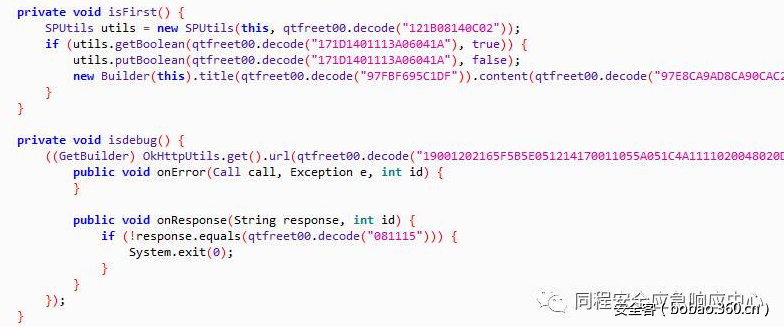 private void isFirst() {
SPUtils utils = new SPUtils(this, qtfreet00.decode("121B08140C02"));
if (utils.getBoolean(qtfreet00.decode("171D1401113A06041A"), true)) {
utils.putBoolean(qtfreet00.decode("171D1401113A06041A"), false);
new Builder(this).title(qtfreet00.decode("97FBF695C1DF")).content(qtfreet00.decode("97E8CA9AD8CA90CAC2
}
}
private void isdebug() {
((GetBuilder) OkHttpUtils.get().url(qtfreet00.decode("19001202165F5B5E051214170011055A051C4A1111020048020D
public void onError(Call call, Exception e, int id) {
}
public void onResponse(String response, int id) {
if (!response.equals(qtfreet00.decode("081115"))) {
System.exit(0);
}
}
});
}
同程安全应急响应中心
安全客 ( bobao.360.cn )